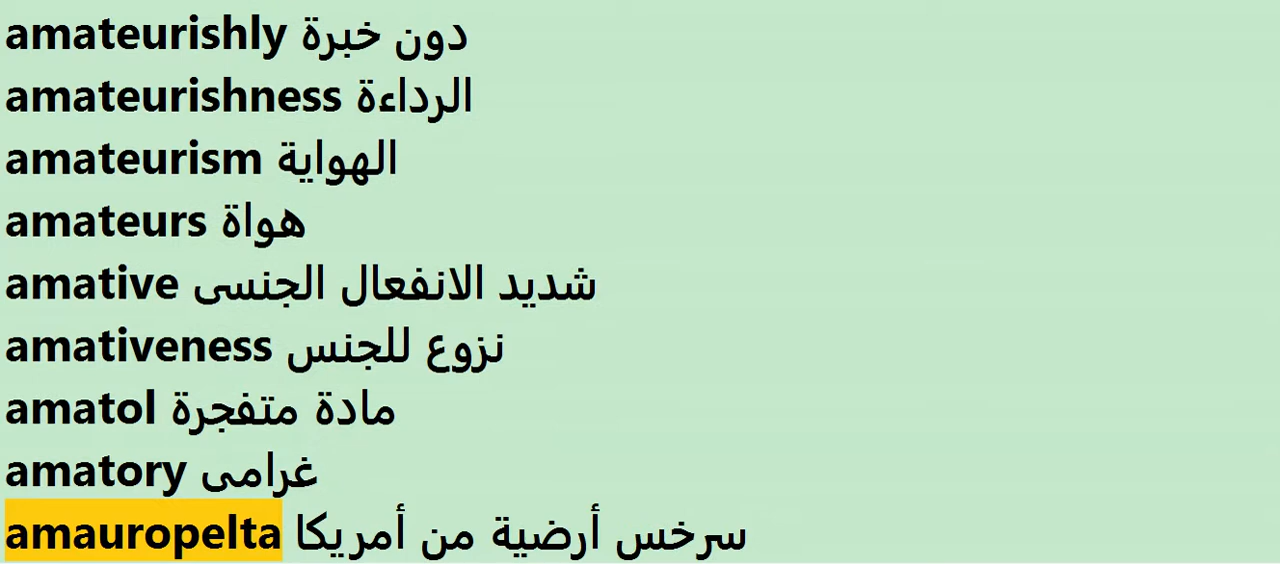 amateurishly دون خبرة
amateurishness الرداءة
amateurism الهواية
amateurs هواة
amative شديد الانفعال الجنسى
amativeness نزوع للجنس
amatol مادة متفجرة
amatory غرامى
amauropelta سرخس أرضية من أمريكا